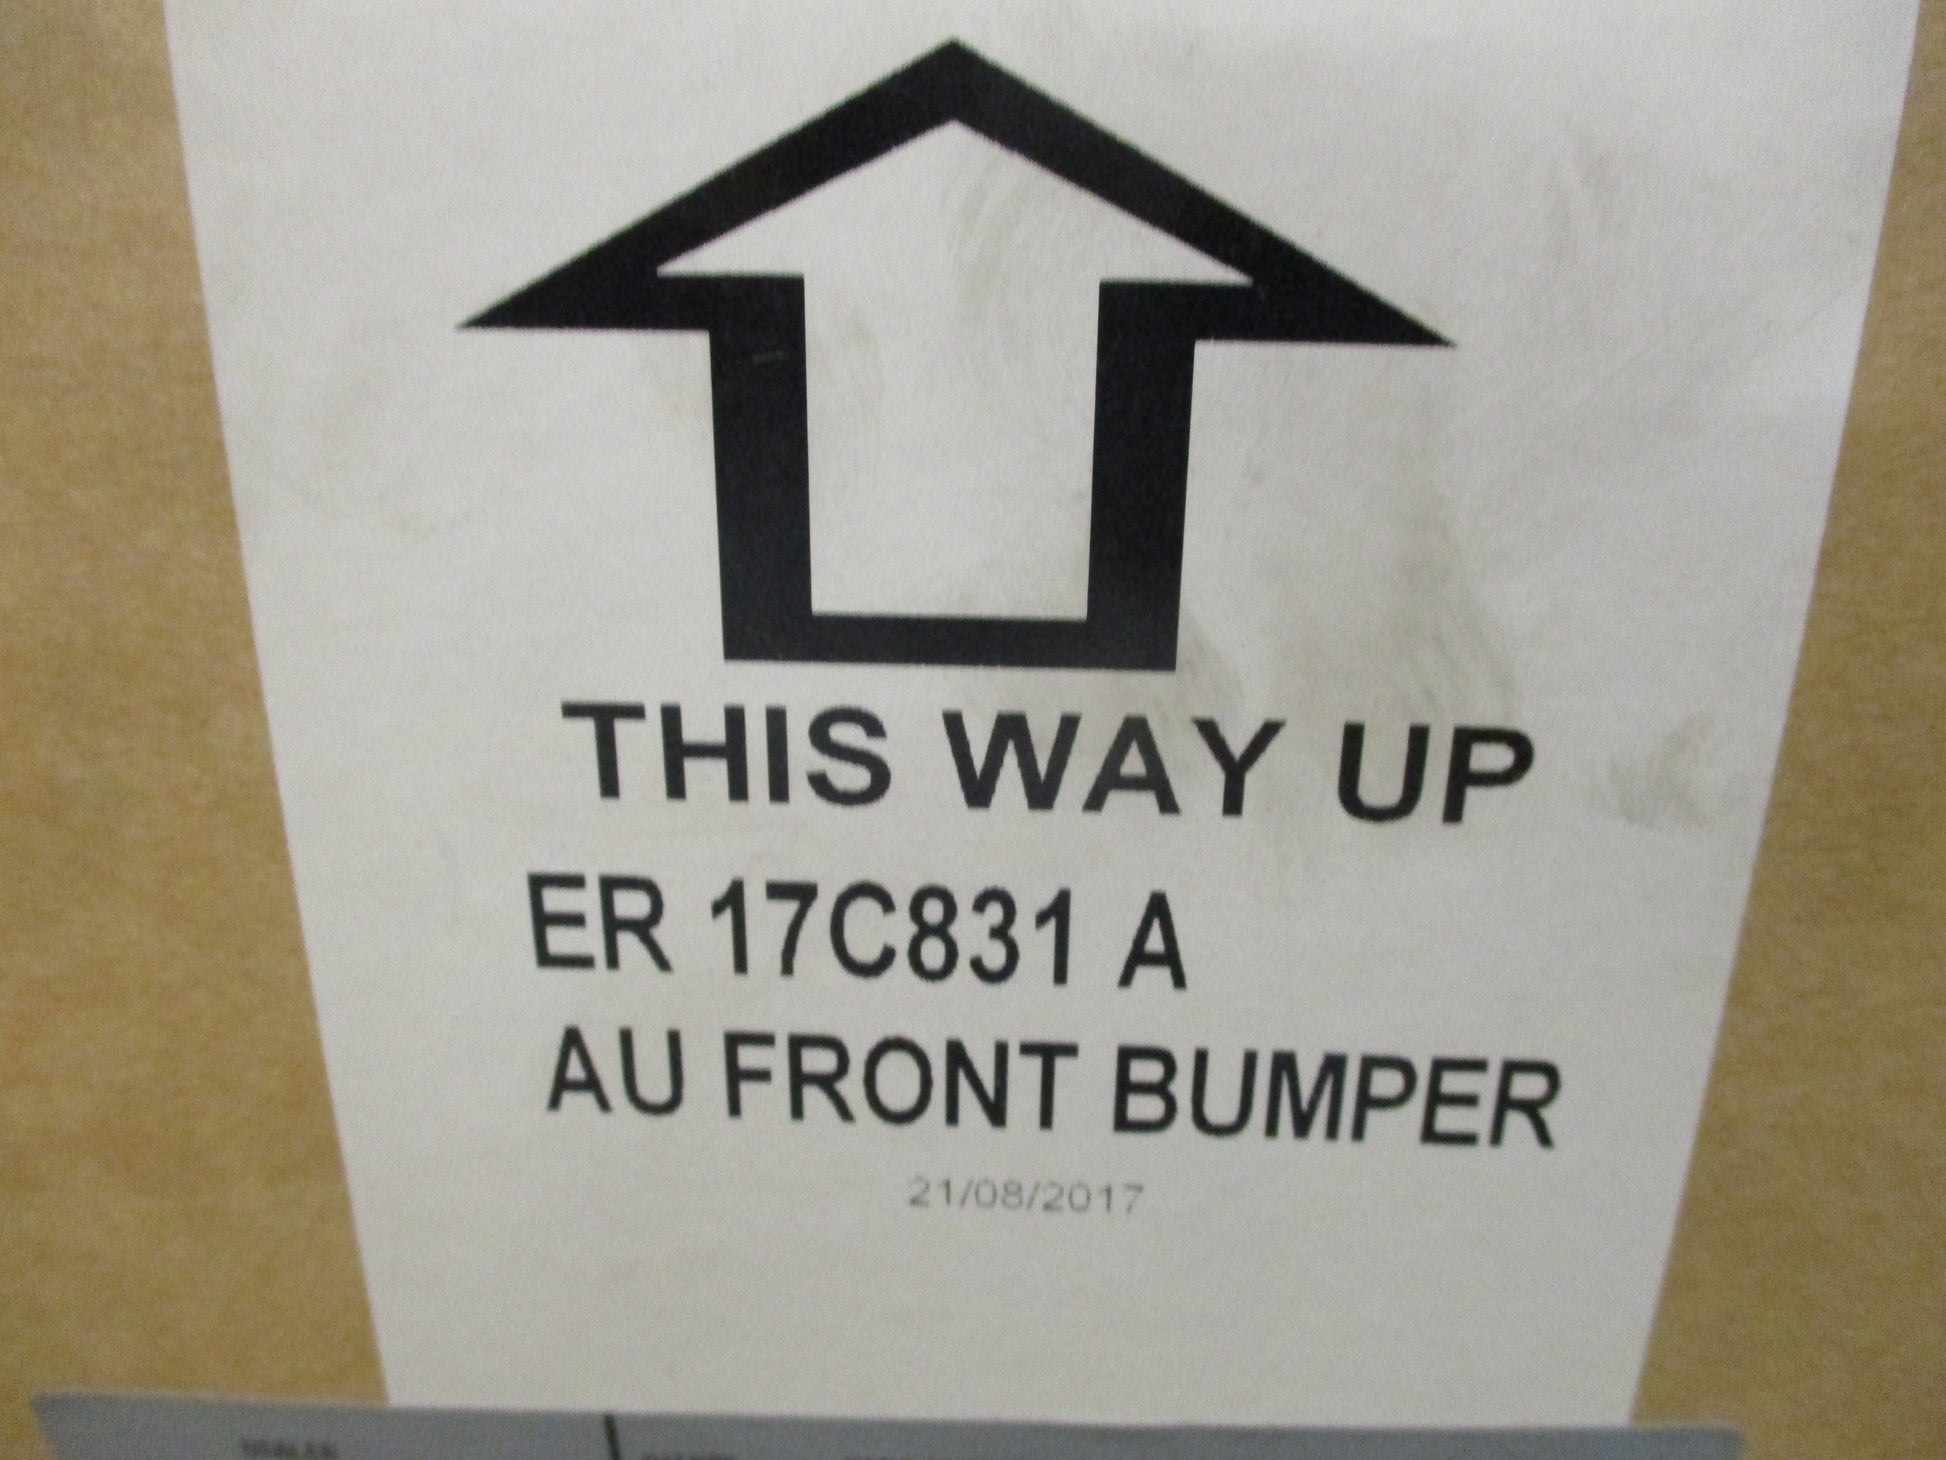 THIS WAY UP
ER 17C831 A
AU FRONT BUMPER
21/08/2017